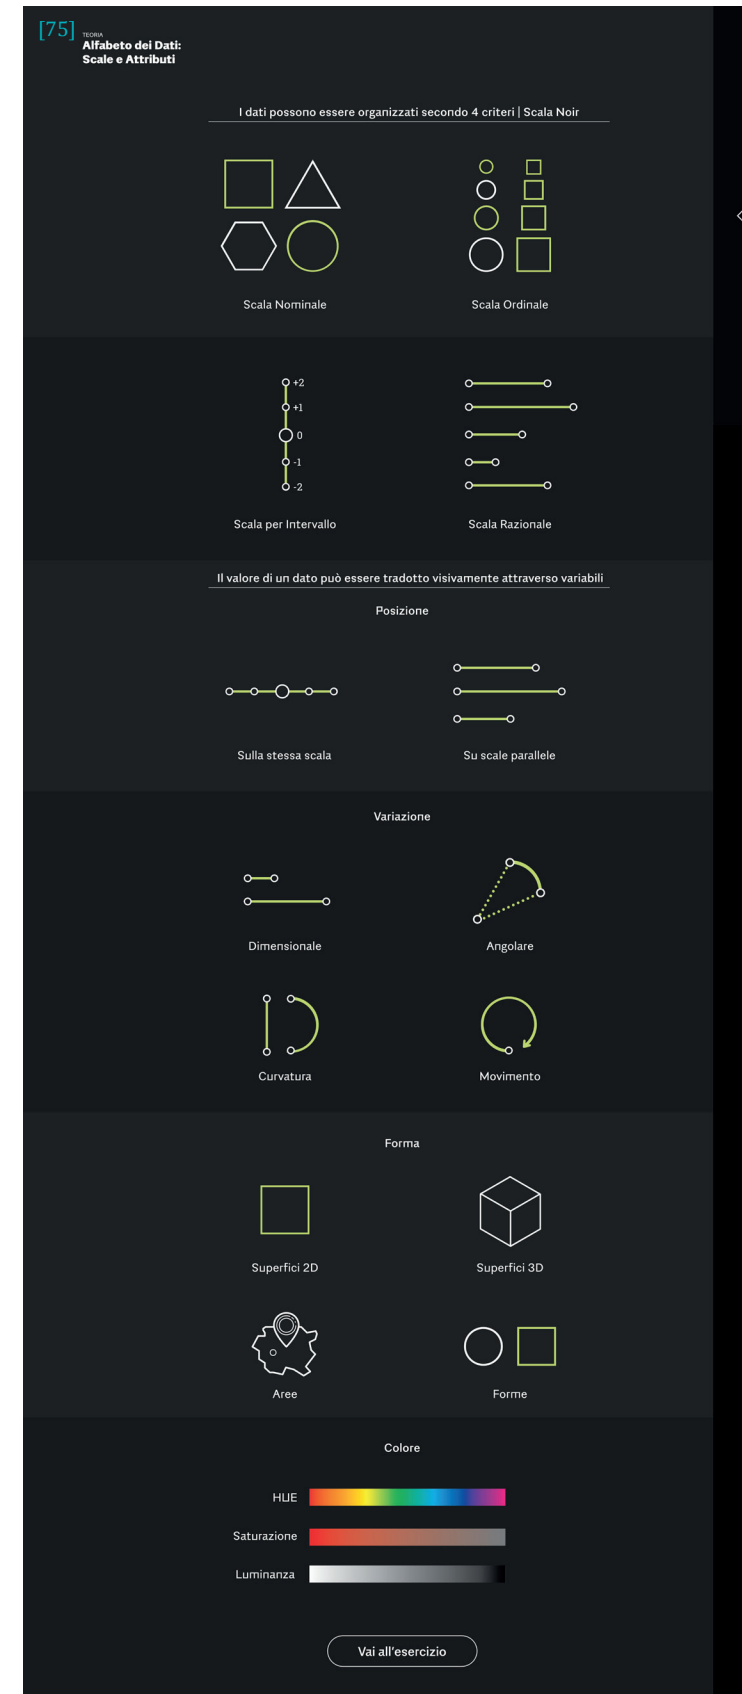 [75]
TEORIA
Alfabeto dei Dati:
Scale e Attributi
I dati possono essere organizzati secondo 4 criteri | Scala Noir
Scala Nominale
Scala Ordinale
+2
+1
0
-1
-2
Scala per Intervallo
Scala Razionale
Il valore di un dato può essere tradotto visivamente attraverso variabili
Posizione
Sulla stessa scala
Su scale parallele
Variazione
Dimensionale
Angolare
Curvatura
Movimento
Forma
Superfici 2D
Superfici 3D
Aree
Forme
Colore
HUE
Saturazione
Luminanza
Vai all'esercizio